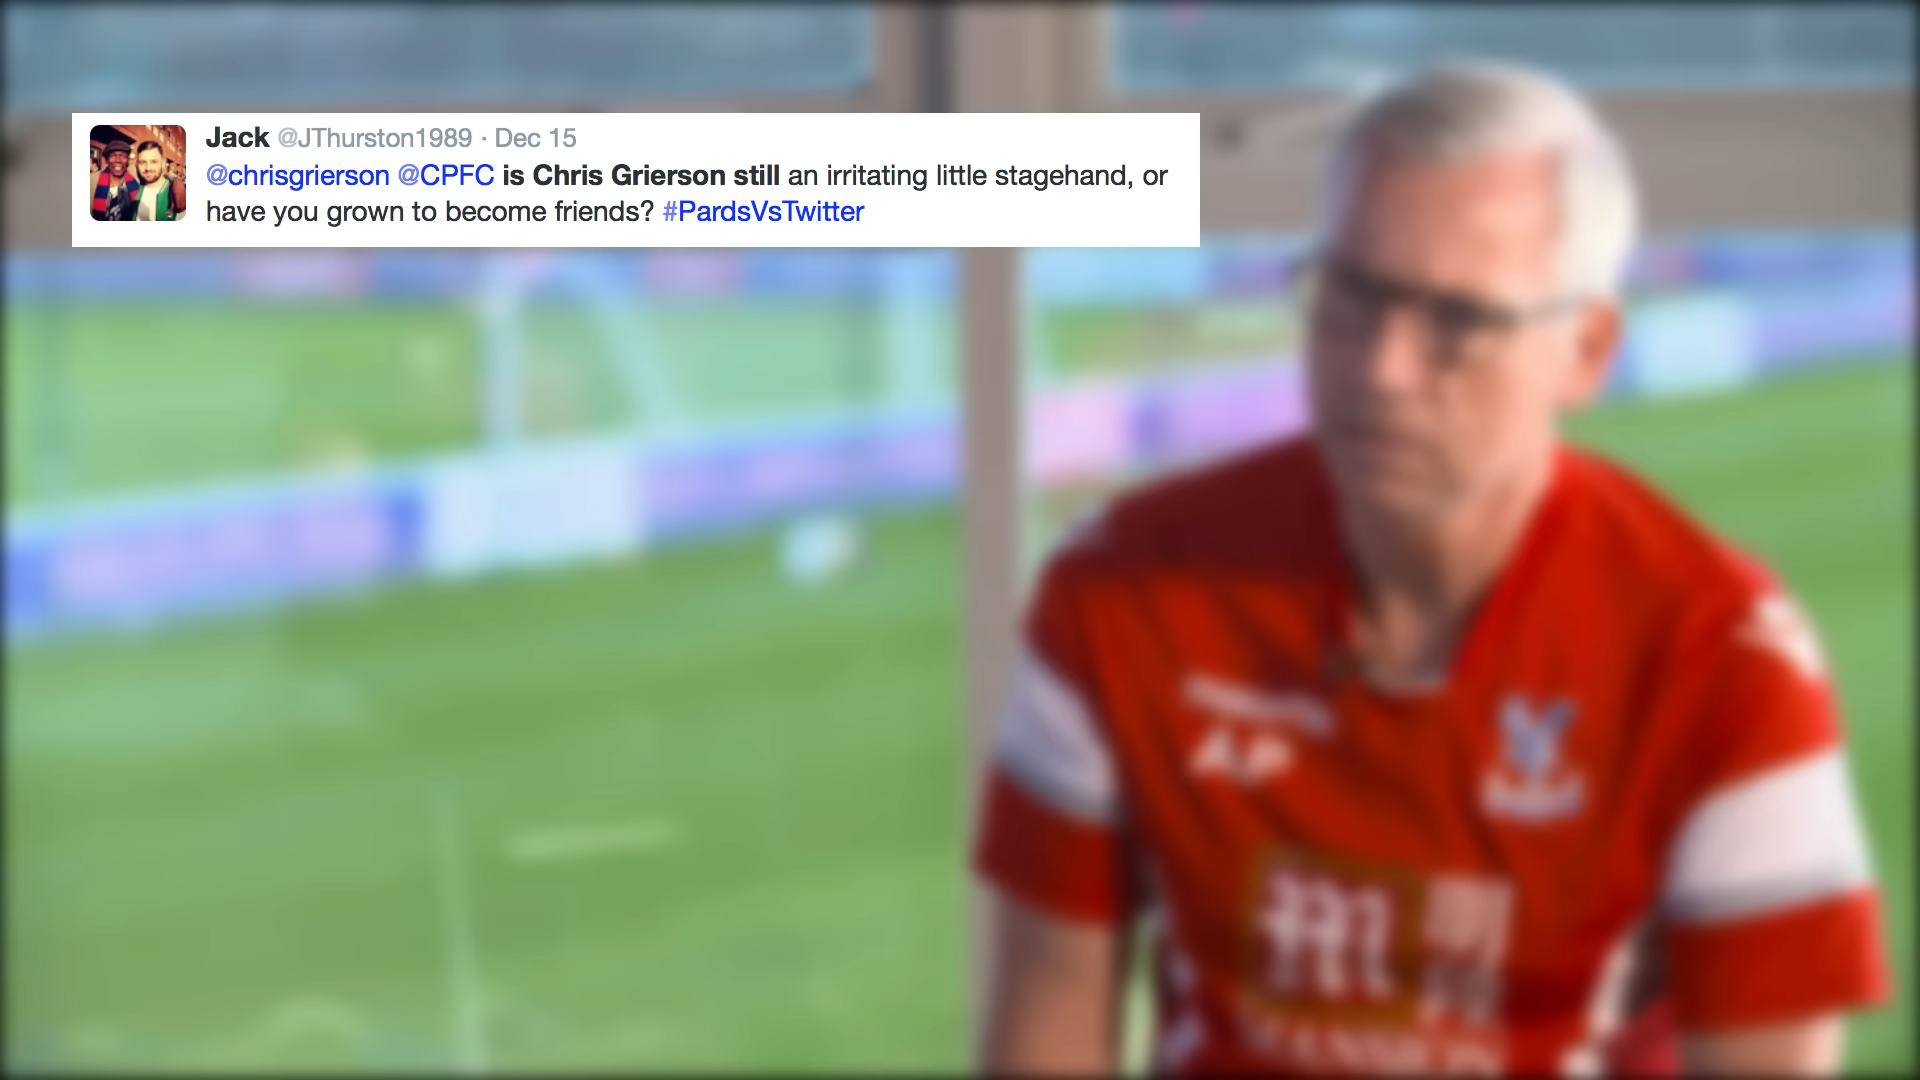 Jack @JThurston1989 · Dec 15
@chrisgrierson @CPFC is Chris Grierson still an irritating little stagehand, or
have you grown to become friends? #PardsVsTwitter
AP